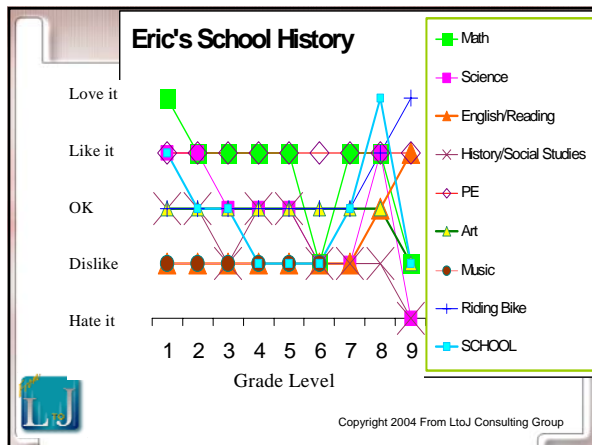 Eric's School History
Love it
Like it
OK
Dislike
Hate it
1 2 3 4 5 6 7 8 9
Grade Level
Math
Science
English/Reading
History/Social Studies
PE
Art
Music
Riding Bike
SCHOOL
From
L TO J
Copyright 2004 From LtoJ Consulting Group